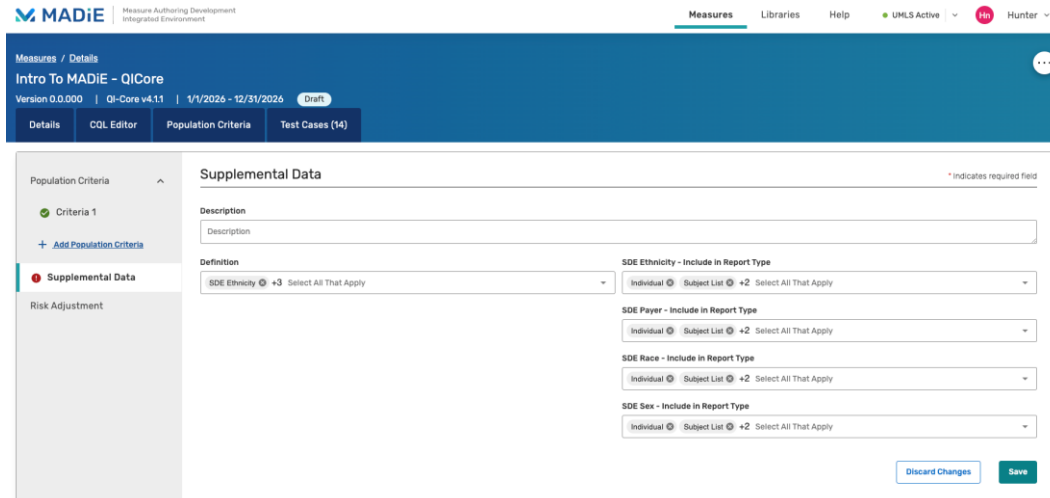 MADiE
Measure Authoring Development
Integrated Environment
Measures
Libraries
Help
UMLS Active
Hn
Hunter
Measures / Details
Intro To MADiE - QICore
Version 0.0.000 | QI-Core v4.1.1 | 1/1/2026 - 12/31/2026 Draft
Details
CQL Editor
Population Criteria
Test Cases (14)
Population Criteria
Criteria 1
+ Add Population Criteria
Supplemental Data
Risk Adjustment
Supplemental Data
* Indicates required field
Description
Description
Definition
SDE Ethnicity +3 Select All That Apply
SDE Ethnicity - Include in Report Type
Individual Subject List +2 Select All That Apply
SDE Payer - Include in Report Type
Individual Subject List +2 Select All That Apply
SDE Race - Include in Report Type
Individual Subject List +2 Select All That Apply
SDE Sex - Include in Report Type
Individual Subject List +2 Select All That Apply
Discard Changes
Save